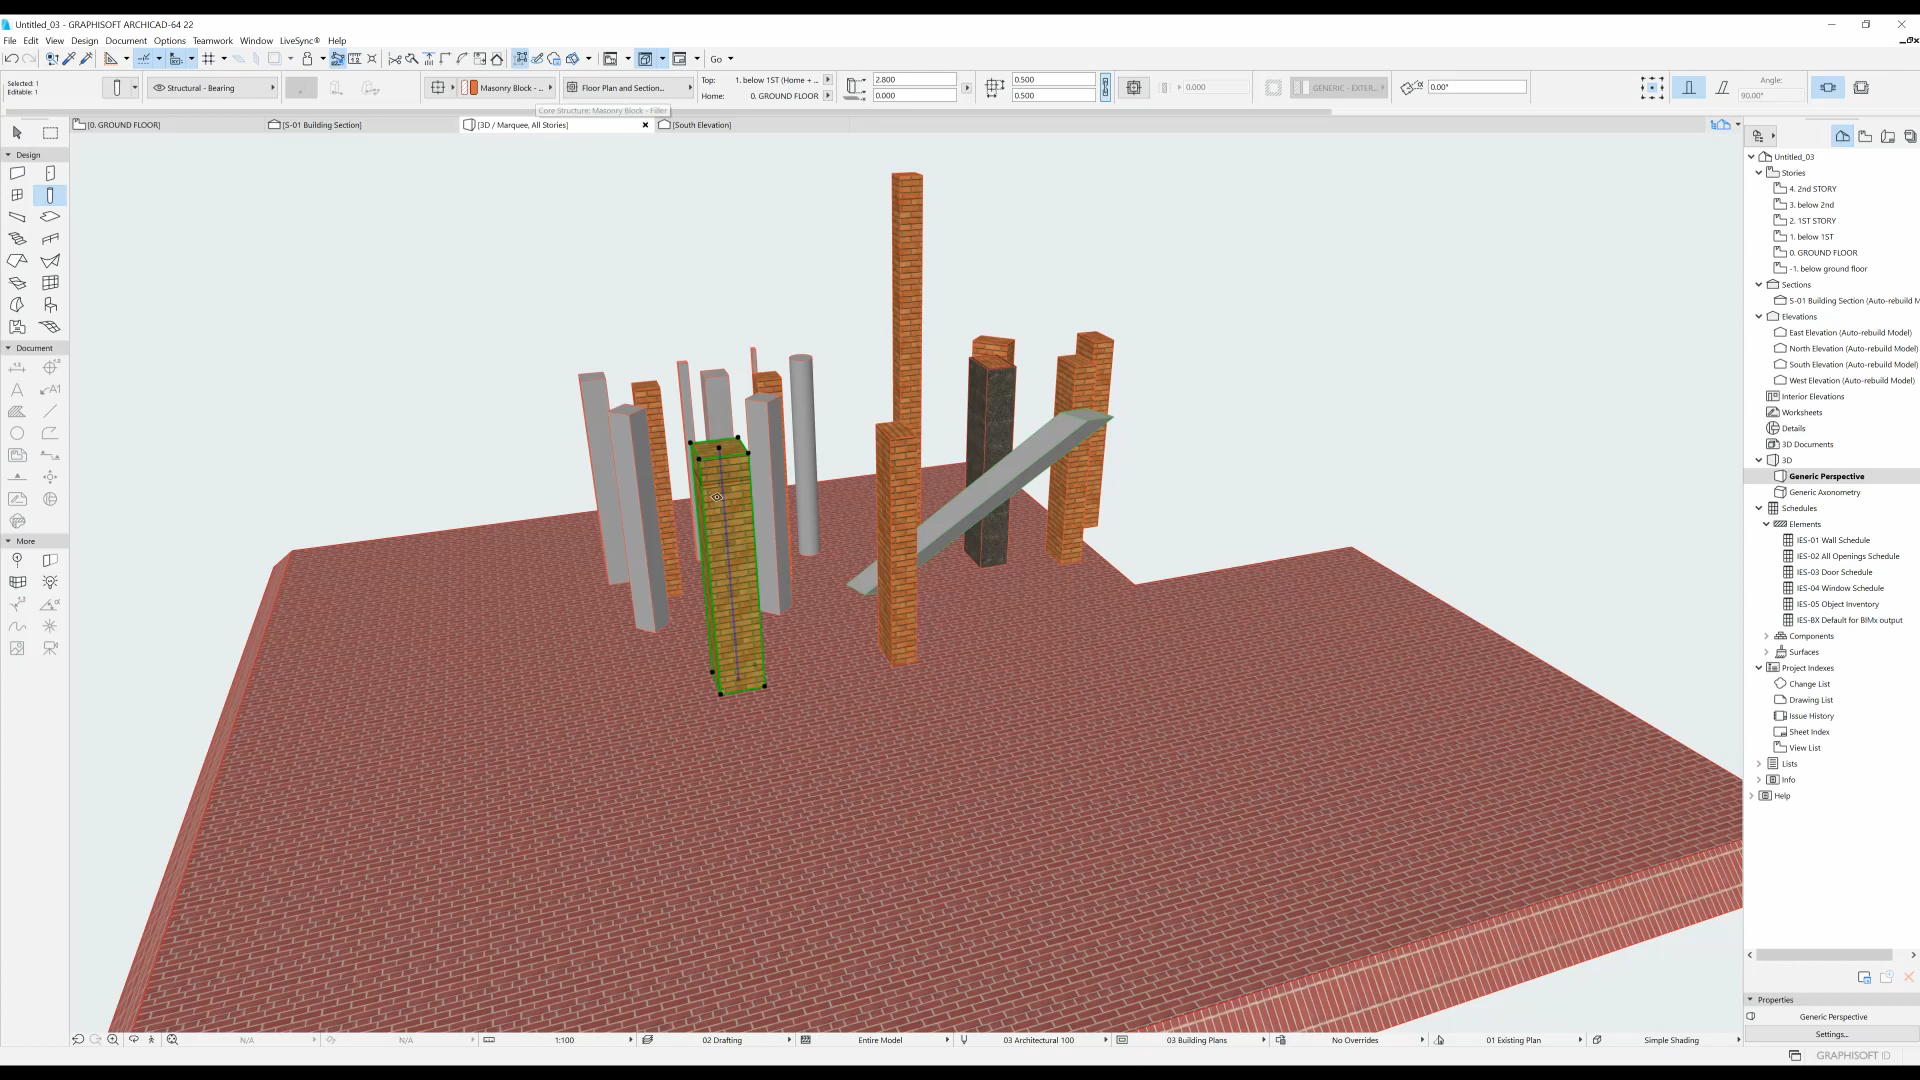 Untitled_03 - GRAPHISOFT ARCHICAD-64 22
File Edit View Design Document Options Teamwork Window LiveSync® Help
Go
Selected: 1
Editable: 1
Structural - Bearing
Masonry Block - ...
Floor Plan and Section...
Top: 1. below 1ST (Home + ...
Home: 0. GROUND FLOOR
2.800
0.000
0.500
0.500
0.000
GENERIC - EXTER...
0.00°
Angle:
90.00°
Core Structure: Masonry Block - Filler
[0. GROUND FLOOR]
[S-01 Building Section]
[3D / Marquee, All Stories]
[South Elevation]
Design
Document
A
A1
More
Untitled_03
Stories
4. 2nd STORY
3. below 2nd
2. 1ST STORY
1. below 1ST
0. GROUND FLOOR
-1. below ground floor
Sections
S-01 Building Section (Auto-rebuild M
Elevations
East Elevation (Auto-rebuild Model)
North Elevation (Auto-rebuild Model)
South Elevation (Auto-rebuild Model)
West Elevation (Auto-rebuild Model)
Interior Elevations
Worksheets
Details
3D Documents
3D
Generic Perspective
Generic Axonometry
Schedules
Elements
IES-01 Wall Schedule
IES-02 All Openings Schedule
IES-03 Door Schedule
IES-04 Window Schedule
IES-05 Object Inventory
IES-BX Default for BIMx output
Components
Surfaces
Project Indexes
Change List
Drawing List
Issue History
Sheet Index
View List
Lists
Info
Help
Properties
Generic Perspective
Settings...
N/A
N/A
1:100
02 Drafting
Entire Model
03 Architectural 100
03 Building Plans
No Overrides
01 Existing Plan
Simple Shading
GRAPHISOFT ID